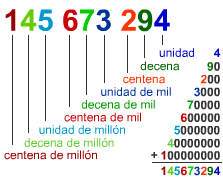 145 673 294
unidad 4
decena 90
centena 200
unidad de mil 3000
decena de mil 70000
centena de mil 600000
unidad de millón 5000000
decena de millón 40000000
centena de millón + 100000000
145673294